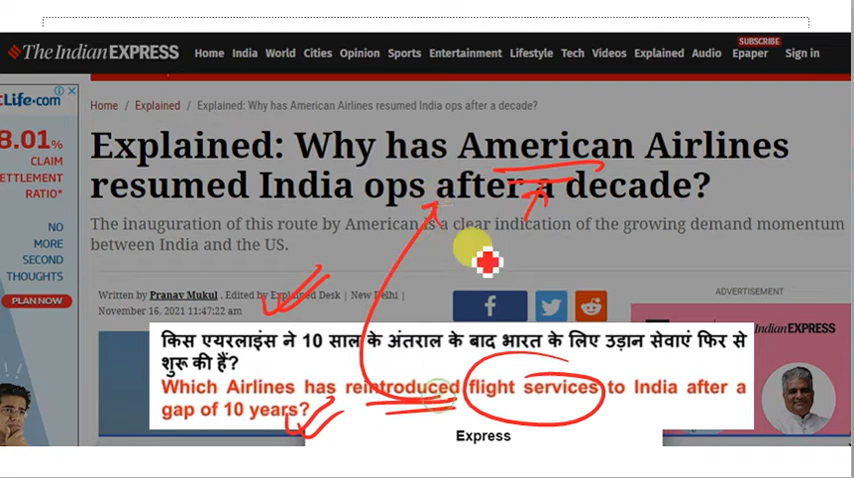 The Indian EXPRESS
Home India World Cities Opinion Sports Entertainment Lifestyle Tech Videos Explained Audio Epaper Sign in
SUBSCRIBE
Life.com
8.01%
CLAIM
ETTLEMENT
RATIO*
NO
MORE
SECOND
THOUGHTS
PLAN NOW
Home / Explained / Explained: Why has American Airlines resumed India ops after a decade?
Explained: Why has American Airlines
resumed India ops after a decade?
The inauguration of this route by American is a clear indication of the growing demand momentum
between India and the US.
Written by Pranav Mukul, Edited by Explained Desk | New Delhi |
November 16, 2021 11:47:22 am
ADVERTISEMENT
Indian EXPRESS
किस एयरलाइंस ने 10 साल के अंतराल के बाद भारत के लिए उड़ान सेवाएं फिर से
शुरू की हैं?
Which Airlines has reintroduced flight services to India after a
gap of 10 years?
Express